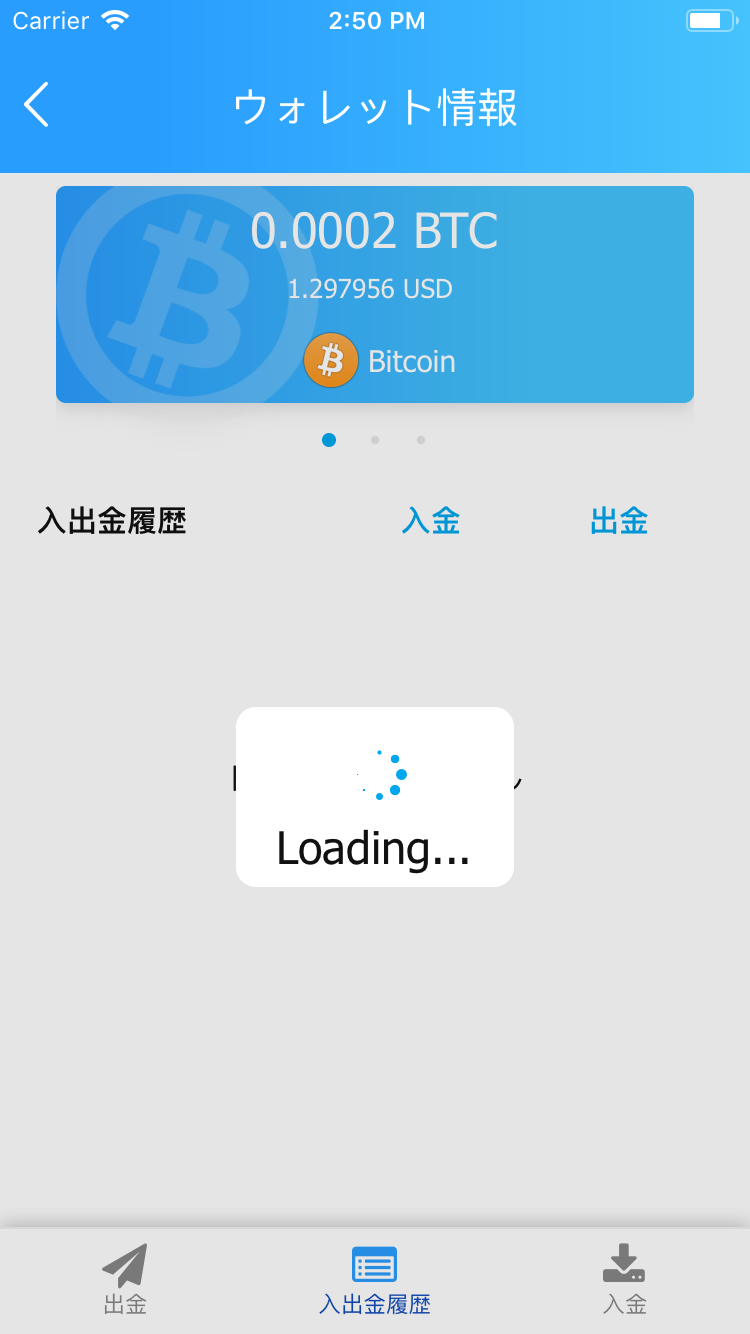 Carrier 2:50 PM
ウォレット情報
0.0002 BTC
1.297956 USD
Bitcoin
入出金履歴 入金 出金
Loading...
出金 入出金履歴 入金